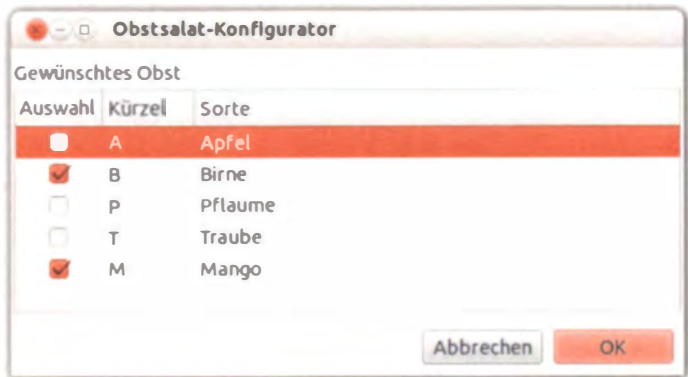 Obstsalat-Konfigurator
Gewünschtes Obst
Auswahl Kürzel Sorte
A Apfel
B Birne
P Pflaume
T Traube
M Mango
Abbrechen OK